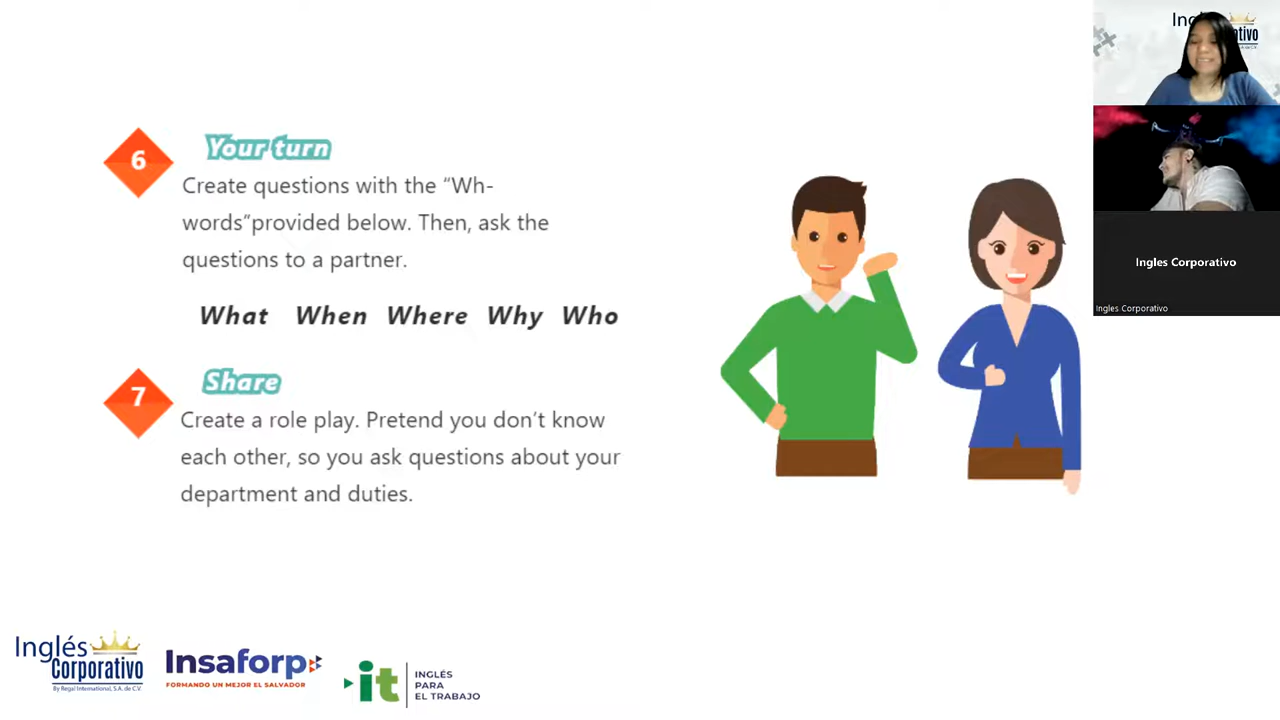 6
Your turn
Create questions with the “Wh-
words”provided below. Then, ask the
questions to a partner.
What When Where Why Who
7
Share
Create a role play. Pretend you don’t know
each other, so you ask questions about your
department and duties.
Inglés
Corporativo
By Regal International, S.A. de C.V.
Insaforp
FORMANDO UN MEJOR EL SALVADOR
it
INGLÉS
PARA
EL TRABAJO
Ingles Corporativo
Ingles Corporativo